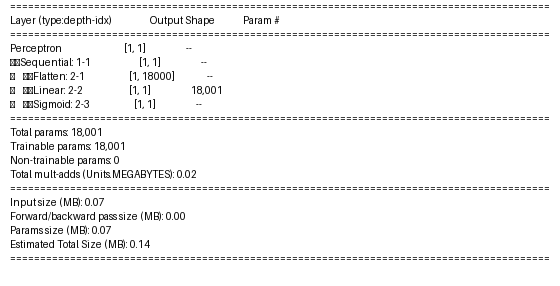 ==========================================================================================
Layer (type:depth-idx) Output Shape Param #
==========================================================================================
Perceptron [1, 1] --
├─Sequential: 1-1 [1, 1] --
│ └─Flatten: 2-1 [1, 18000] --
│ └─Linear: 2-2 [1, 1] 18,001
│ └─Sigmoid: 2-3 [1, 1] --
==========================================================================================
Total params: 18,001
Trainable params: 18,001
Non-trainable params: 0
Total mult-adds (Units.MEGABYTES): 0.02
==========================================================================================
Input size (MB): 0.07
Forward/backward pass size (MB): 0.00
Params size (MB): 0.07
Estimated Total Size (MB): 0.14
==========================================================================================